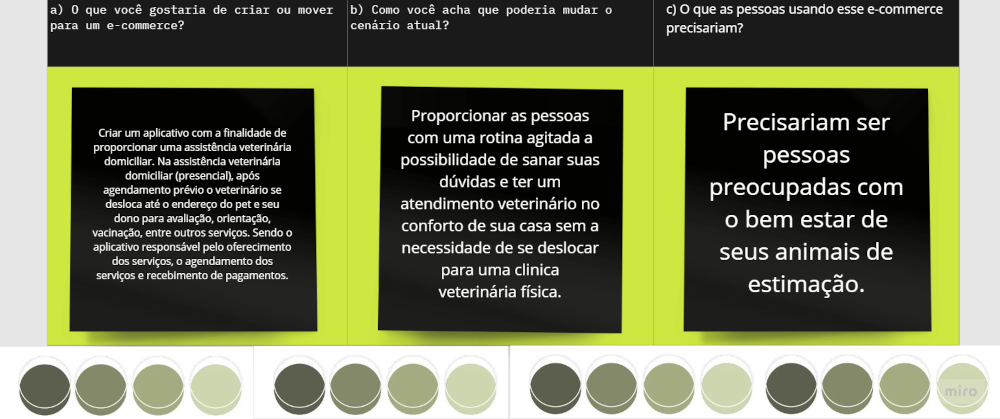 a) O que você gostaria de criar ou mover
para um e-commerce?
b) Como você acha que poderia mudar o
cenário atual?
c) O que as pessoas usando esse e-commerce
precisariam?
Criar um aplicativo com a finalidade de
proporcionar uma assistência veterinária
domiciliar. Na assistência veterinária
domiciliar (presencial), após
agendamento prévio o veterinário se
desloca até o endereço do pet e seu
dono para avaliação, orientação,
vacinação, entre outros serviços. Sendo o
aplicativo responsável pelo oferecimento
dos serviços, o agendamento dos
serviços e recebimento de pagamentos.
Proporcionar as pessoas
com uma rotina agitada a
possibilidade de sanar suas
dúvidas e ter um
atendimento veterinário no
conforto de sua casa sem a
necessidade de se deslocar
para uma clinica
veterinária física.
Precisariam ser
pessoas
preocupadas com
o bem estar de
seus animais de
estimação.
miro